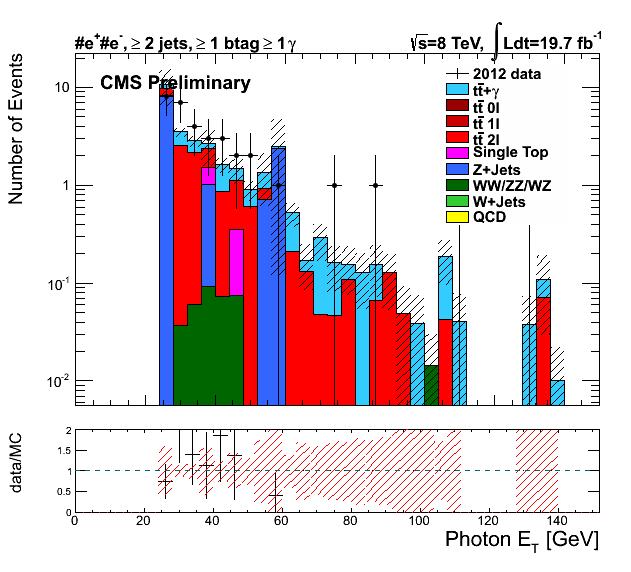 #e⁺#e⁻, ≥ 2 jets, ≥ 1 btag ≥ 1 γ
√s=8 TeV, ∫ Ldt=19.7 fb⁻¹
CMS Preliminary
2012 data
tt̄+γ
tt̄ 0l
tt̄ 1l
tt̄ 2l
Single Top
Z+Jets
WW/ZZ/WZ
W+Jets
QCD
Number of Events
10
1
10⁻¹
10⁻²
data/MC
2
1.5
1
0.5
0
0 20 40 60 80 100 120 140
Photon E_T [GeV]